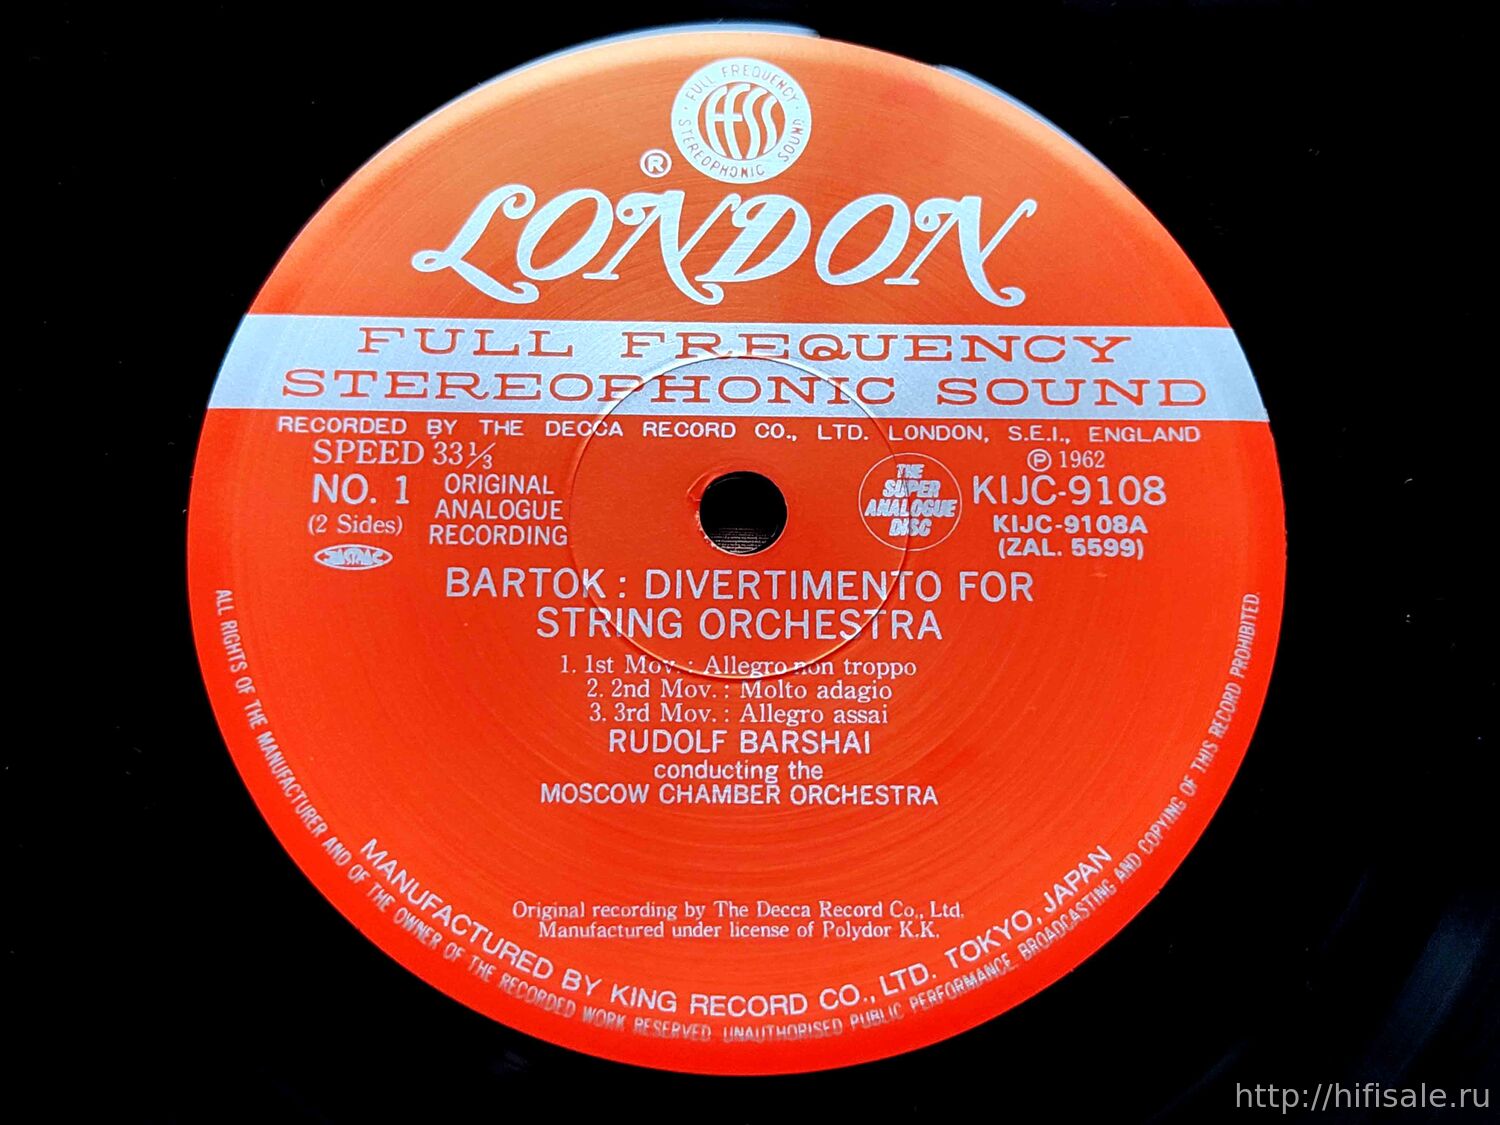 FULL FREQUENCY
STEREOPHONIC SOUND
FFSS
®
LONDON
FULL FREQUENCY
STEREOPHONIC SOUND
RECORDED BY THE DECCA RECORD CO., LTD. LONDON, S.E.I., ENGLAND
SPEED 33⅓
℗ 1962
NO. 1
(2 Sides)
ORIGINAL
ANALOGUE
RECORDING
THE
SUPER
ANALOGUE
DISC
KIJC-9108
KIJC-9108A
(ZAL. 5599)
BARTOK : DIVERTIMENTO FOR
STRING ORCHESTRA
1. 1st Mov. : Allegro non troppo
2. 2nd Mov. : Molto adagio
3. 3rd Mov. : Allegro assai
RUDOLF BARSHAI
conducting the
MOSCOW CHAMBER ORCHESTRA
Original recording by The Decca Record Co., Ltd.
Manufactured under license of Polydor K.K.
MANUFACTURED BY KING RECORD CO., LTD. TOKYO, JAPAN
ALL RIGHTS OF THE MANUFACTURER AND OF THE OWNER OF THE RECORDED WORK RESERVED UNAUTHORISED PUBLIC PERFORMANCE, BROADCASTING AND COPYING OF THIS RECORD PROHIBITED.
http://hifisale.ru